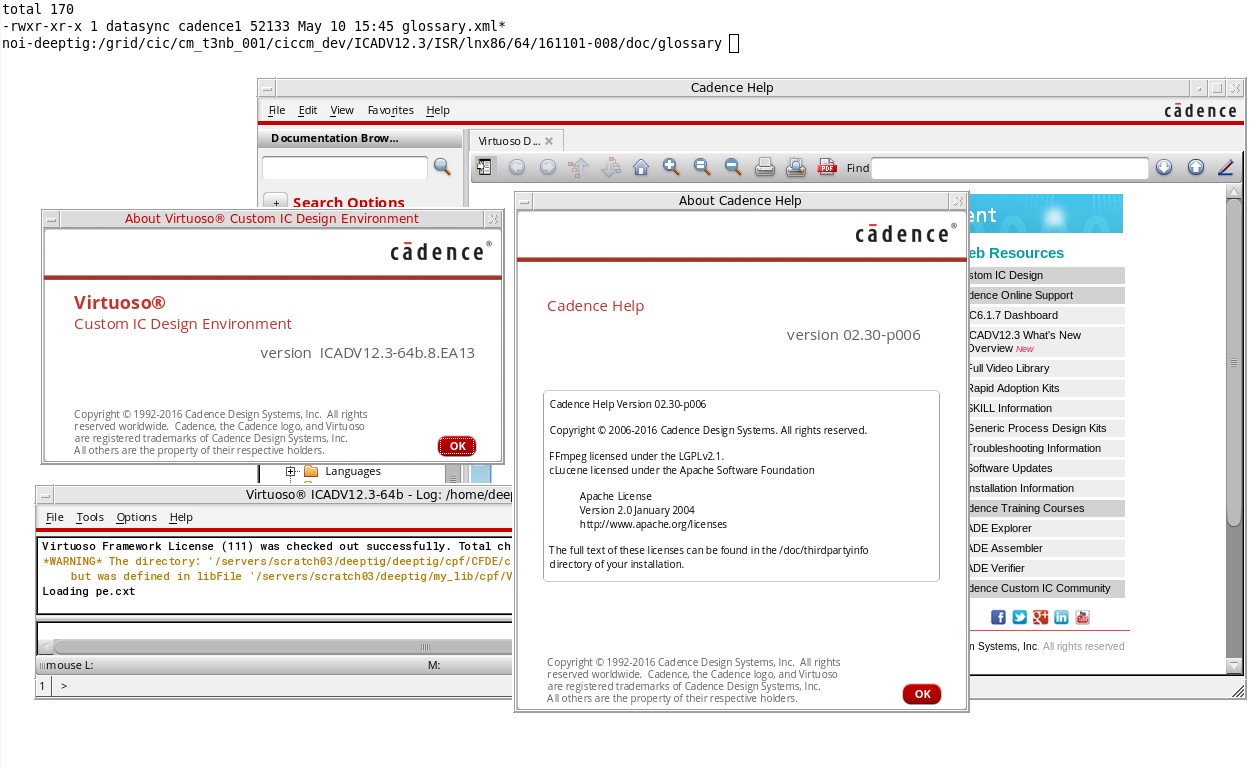 total 170
-rwxr-xr-x 1 datasync cadence1 52133 May 10 15:45 glossary.xml*
noi-deeptig:/grid/cic/cm_t3nb_001/ciccm_dev/ICADV12.3/ISR/lnx86/64/161101-008/doc/glossary
Cadence Help
File Edit View Favorites Help
cādence
Documentation Brow...
Virtuoso D...
PDF
Find
+ Search Options
About Virtuoso® Custom IC Design Environment
cādence®
Virtuoso®
Custom IC Design Environment
version ICADV12.3-64b.8.EA13
Copyright © 1992-2016 Cadence Design Systems, Inc. All rights
reserved worldwide. Cadence, the Cadence logo, and Virtuoso
are registered trademarks of Cadence Design Systems, Inc.
All others are the property of their respective holders.
OK
Languages
Virtuoso® ICADV12.3-64b - Log: /home/deep
File Tools Options Help
Virtuoso Framework License (111) was checked out successfully. Total ch
*WARNING* The directory: '/servers/scratch03/deeptig/deeptig/cpf/CFDE/c
but was defined in libFile '/servers/scratch03/deeptig/my_lib/cpf/V
Loading pe.cxt
mouse L: M:
1 >
About Cadence Help
cādence®
Cadence Help
version 02.30-p006
Cadence Help Version 02.30-p006
Copyright © 2006-2016 Cadence Design Systems. All rights reserved.
FFmpeg licensed under the LGPLv2.1.
cLucene licensed under the Apache Software Foundation
Apache License
Version 2.0 January 2004
http://www.apache.org/licenses
The full text of these licenses can be found in the /doc/thirdpartyinfo
directory of your installation.
Copyright © 1992-2016 Cadence Design Systems, Inc. All rights
reserved worldwide. Cadence, the Cadence logo, and Virtuoso
are registered trademarks of Cadence Design Systems, Inc.
All others are the property of their respective holders.
OK
ent
eb Resources
stom IC Design
dence Online Support
C6.1.7 Dashboard
CADV12.3 What's New
Overview New
Full Video Library
Rapid Adoption Kits
SKILL Information
Generic Process Design Kits
Troubleshooting Information
Software Updates
nstallation Information
dence Training Courses
ADE Explorer
ADE Assembler
ADE Verifier
dence Custom IC Community
n Systems, Inc. All rights reserved